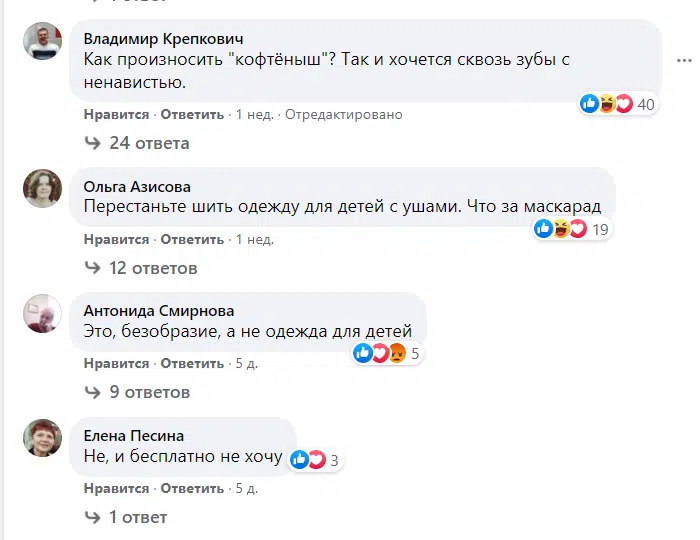 Владимир Крепкович
Как произносить "кофтёныш"? Так и хочется сквозь зубы с
ненавистью.
40
Нравится · Ответить · 1 нед. · Отредактировано
24 ответа
Ольга Азисова
Перестаньте шить одежду для детей с ушами. Что за маскарад
19
Нравится · Ответить · 1 нед.
12 ответов
Антонида Смирнова
Это, безобразие, а не одежда для детей
5
Нравится · Ответить · 5 д.
9 ответов
Елена Песина
Не, и бесплатно не хочу
3
Нравится · Ответить · 5 д.
1 ответ